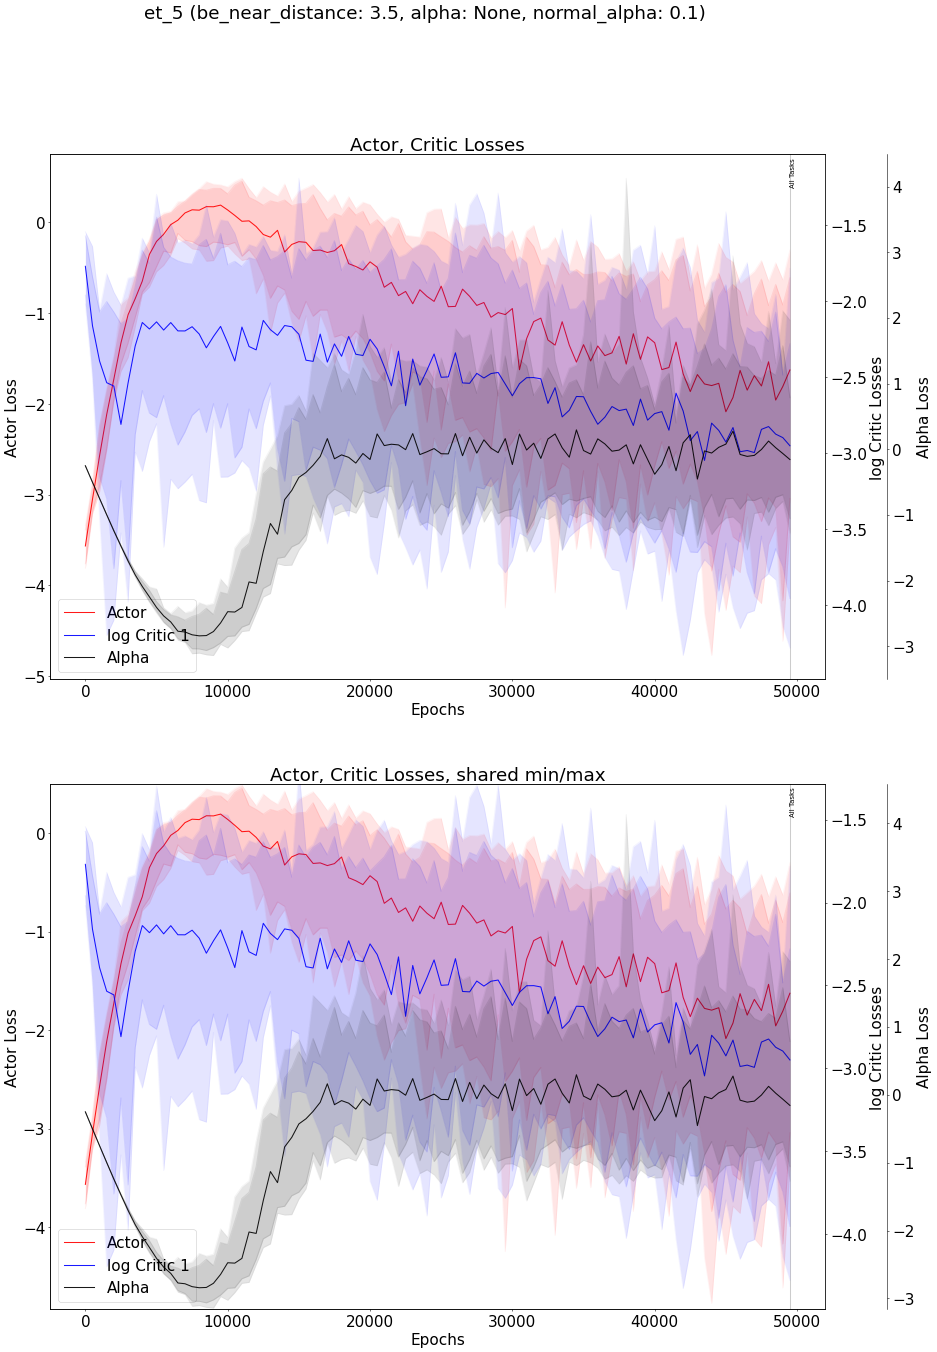 et_5 (be_near_distance: 3.5, alpha: None, normal_alpha: 0.1)
Actor, Critic Losses
All Tasks
0
−1
−2
−3
−4
−5
Actor Loss
−1.5
−2.0
−2.5
−3.0
−3.5
−4.0
log Critic Losses
4
3
2
1
0
−1
−2
−3
Alpha Loss
Actor
log Critic 1
Alpha
0 10000 20000 30000 40000 50000
Epochs
Actor, Critic Losses, shared min/max
All Tasks
0
−1
−2
−3
−4
Actor Loss
−1.5
−2.0
−2.5
−3.0
−3.5
−4.0
log Critic Losses
4
3
2
1
0
−1
−2
−3
Alpha Loss
Actor
log Critic 1
Alpha
0 10000 20000 30000 40000 50000
Epochs